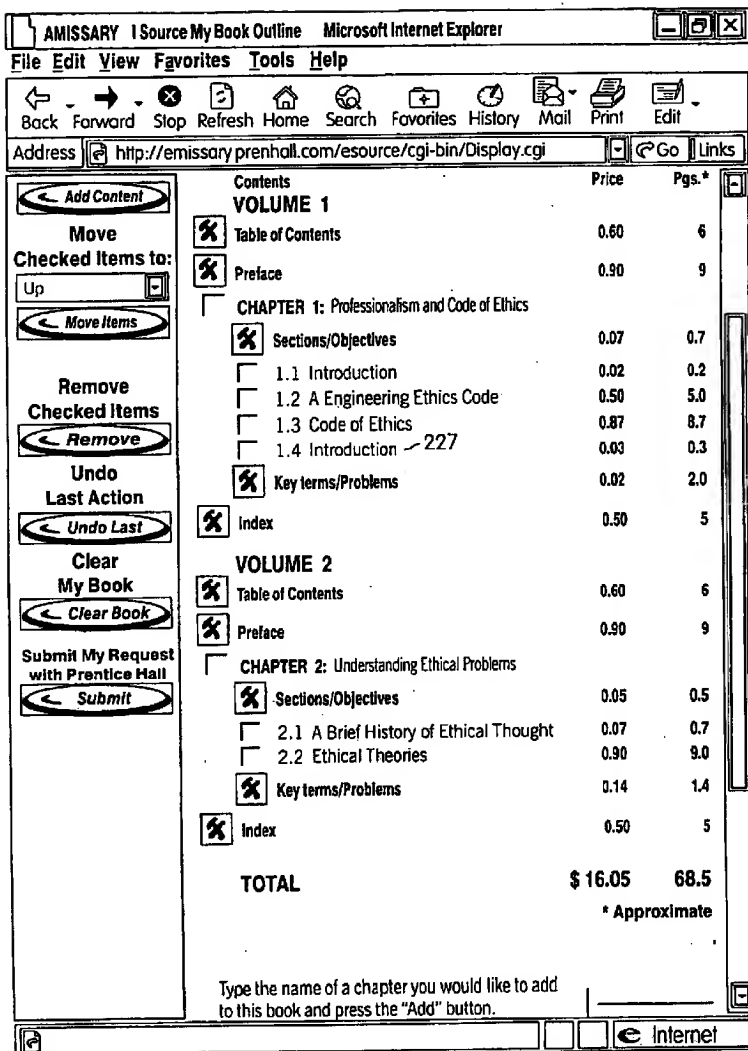 AMISSARY I Source My Book Outline Microsoft Internet Explorer
File Edit View Favorites Tools Help
Back Forward Stop Refresh Home Search Favorites History Mail Print Edit
Address http://emissary prenhall.com/esource/cgi-bin/Display.cgi Go Links
Add Content
Move
Checked Items to:
Up
Move Items
Remove
Checked Items
Remove
Undo
Last Action
Undo Last
Clear
My Book
Clear Book
Submit My Request
with Prentice Hall
Submit
Contents Price Pgs.*
VOLUME 1
Table of Contents 0.60 6
Preface 0.90 9
CHAPTER 1: Professionalism and Code of Ethics
Sections/Objectives 0.07 0.7
1.1 Introduction 0.02 0.2
1.2 A Engineering Ethics Code 0.50 5.0
1.3 Code of Ethics 0.87 8.7
1.4 Introduction 227 0.03 0.3
Key terms/Problems 0.02 2.0
Index 0.50 5
VOLUME 2
Table of Contents 0.60 6
Preface 0.90 9
CHAPTER 2: Understanding Ethical Problems
Sections/Objectives 0.05 0.5
2.1 A Brief History of Ethical Thought 0.07 0.7
2.2 Ethical Theories 0.90 9.0
Key terms/Problems 0.14 1.4
Index 0.50 5
TOTAL $ 16.05 68.5
* Approximate
Type the name of a chapter you would like to add
to this book and press the "Add" button.
Internet